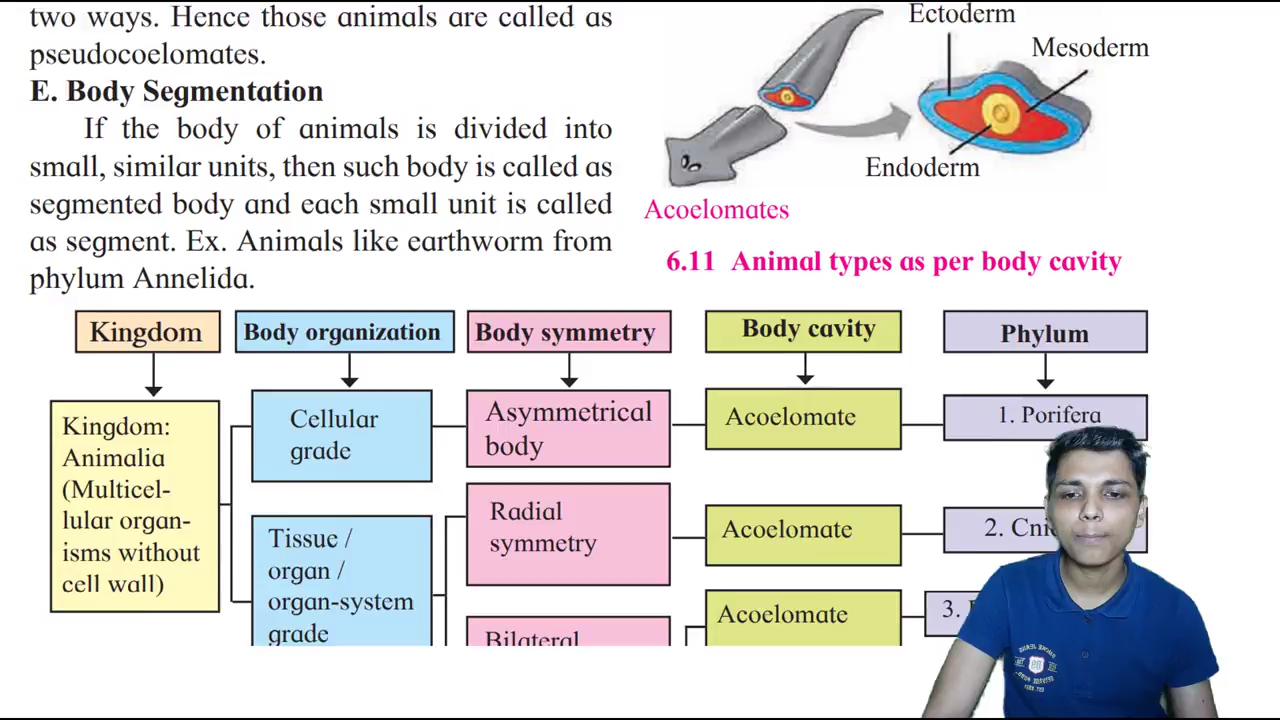 two ways. Hence those animals are called as
pseudocoelomates.
E. Body Segmentation
If the body of animals is divided into
small, similar units, then such body is called as
segmented body and each small unit is called
as segment. Ex. Animals like earthworm from
phylum Annelida.
Ectoderm
Mesoderm
Endoderm
Acoelomates
6.11 Animal types as per body cavity
Kingdom
Body organization
Body symmetry
Body cavity
Phylum
Kingdom:
Animalia
(Multicel-
lular organ-
isms without
cell wall)
Cellular
grade
Asymmetrical
body
Acoelomate
1. Porifera
Tissue /
organ /
organ-system
grade
Radial
symmetry
Acoelomate
2.
Bilateral
Acoelomate
3.